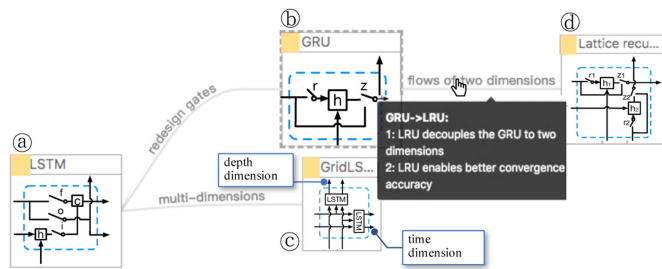 ⓐ
LSTM
f
c
o
i
h
redesign gates
multi-dimensions
ⓑ
GRU
r
z
h
flows of two dimensions
GRU->LRU:
1: LRU decouples the GRU to two
dimensions
2: LRU enables better convergence
accuracy
ⓒ
GridLS...
depth
dimension
LSTM
LSTM
time
dimension
ⓓ
Lattice recu...
r1
z1
h1
z2
h2
r2